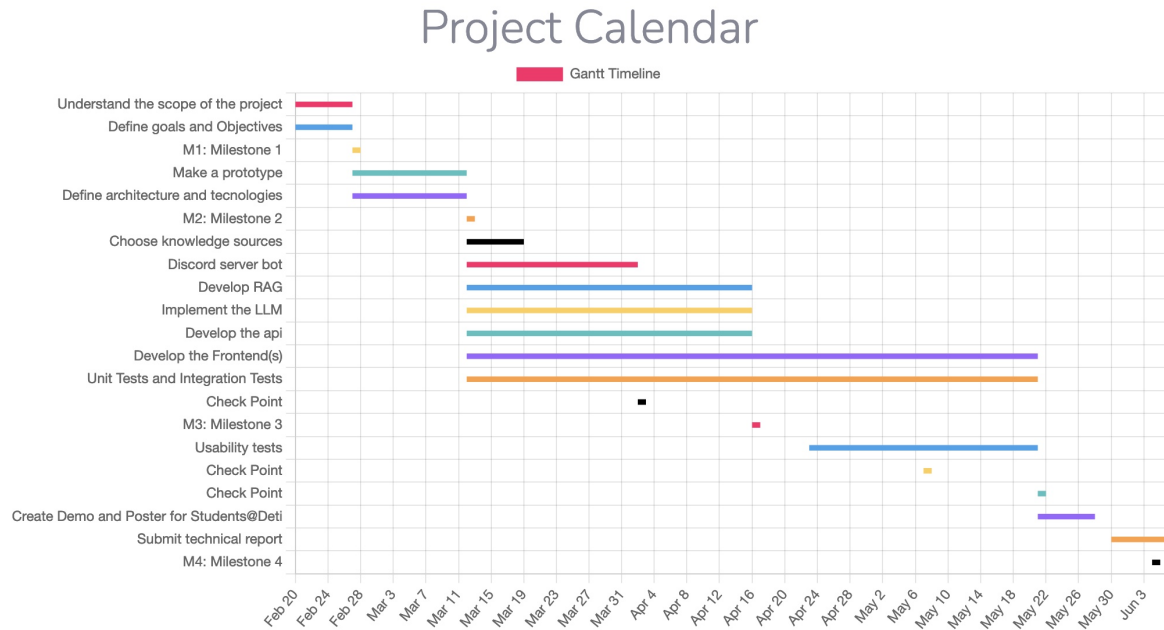 Project Calendar
Gantt Timeline
Understand the scope of the project
Define goals and Objectives
M1: Milestone 1
Make a prototype
Define architecture and tecnologies
M2: Milestone 2
Choose knowledge sources
Discord server bot
Develop RAG
Implement the LLM
Develop the api
Develop the Frontend(s)
Unit Tests and Integration Tests
Check Point
M3: Milestone 3
Usability tests
Check Point
Check Point
Create Demo and Poster for Students@Deti
Submit technical report
M4: Milestone 4
Feb 20 Feb 24 Feb 28 Mar 3 Mar 7 Mar 11 Mar 15 Mar 19 Mar 23 Mar 27 Mar 31 Apr 4 Apr 8 Apr 12 Apr 16 Apr 20 Apr 24 Apr 28 May 2 May 6 May 10 May 14 May 18 May 22 May 26 May 30 Jun 3